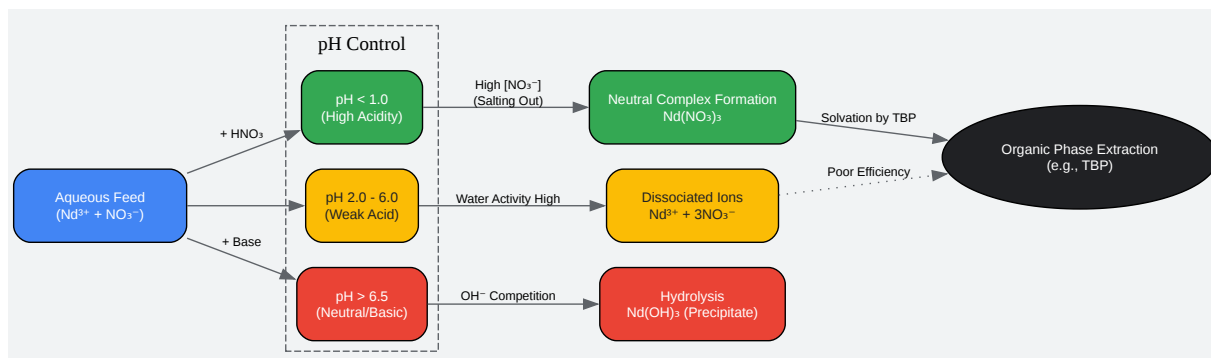 pH Control
Aqueous Feed
(Nd³⁺ + NO₃⁻)
+ HNO₃
+ Base
pH < 1.0
(High Acidity)
High [NO₃⁻]
(Salting Out)
Neutral Complex Formation
Nd(NO₃)₃
Solvation by TBP
pH 2.0 - 6.0
(Weak Acid)
Water Activity High
Dissociated Ions
Nd³⁺ + 3NO₃⁻
Poor Efficiency
Organic Phase Extraction
(e.g., TBP)
pH > 6.5
(Neutral/Basic)
OH⁻ Competition
Hydrolysis
Nd(OH)₃ (Precipitate)